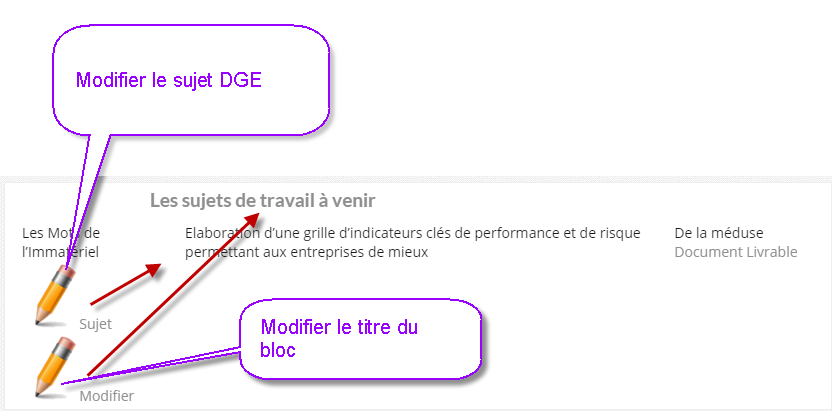 Modifier le sujet DGE
Les sujets de travail à venir
Les Mots de
l’Immatériel
Elaboration d’une grille d’indicateurs clés de performance et de risque
permettant aux entreprises de mieux
De la méduse
Document Livrable
Sujet
Modifier le titre du
bloc
Modifier